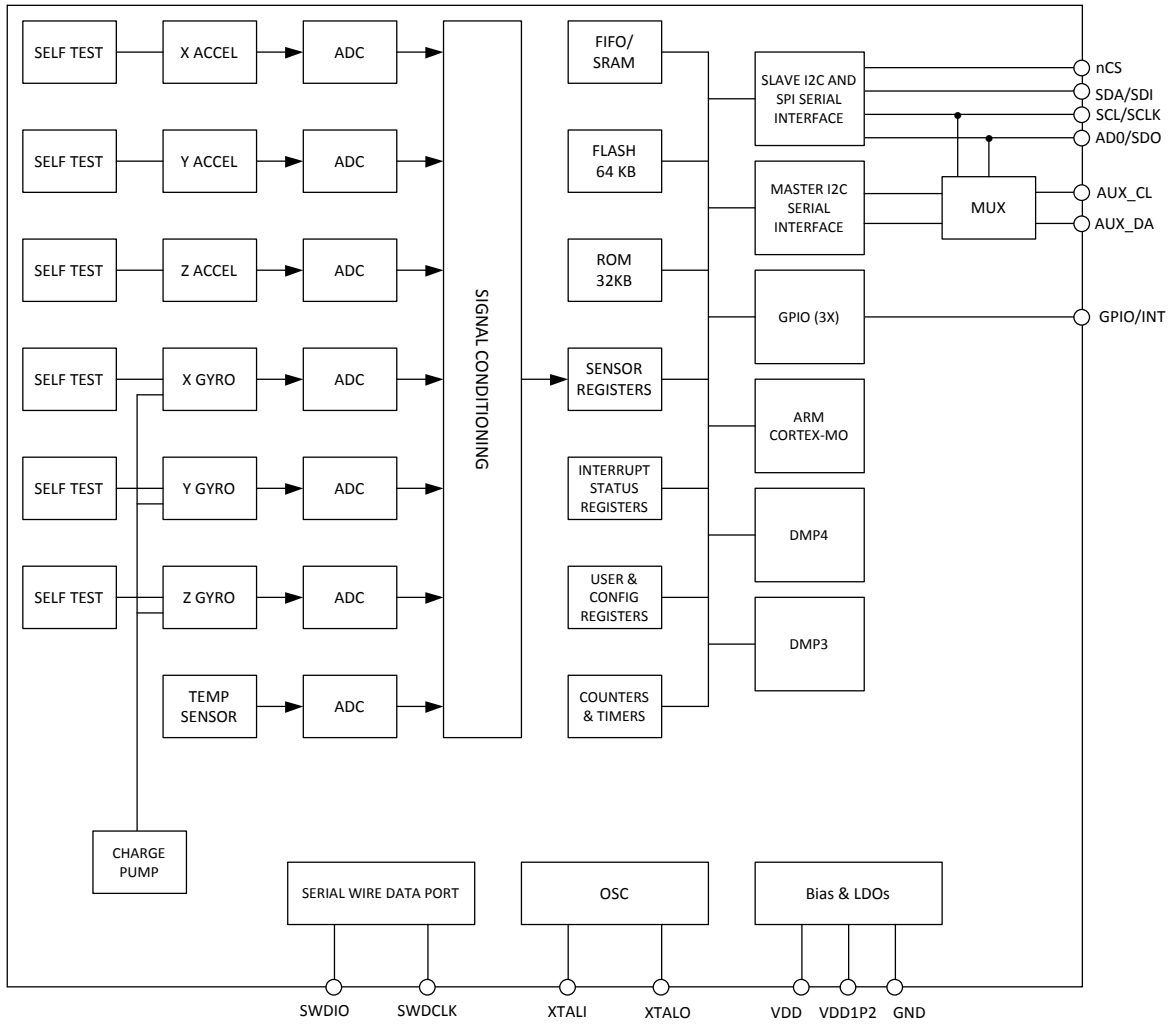 SELF TEST
X ACCEL
ADC
SELF TEST
Y ACCEL
ADC
SELF TEST
Z ACCEL
ADC
SELF TEST
X GYRO
ADC
SELF TEST
Y GYRO
ADC
SELF TEST
Z GYRO
ADC
TEMP
SENSOR
ADC
CHARGE
PUMP
SIGNAL CONDITIONING
FIFO/
SRAM
FLASH
64 KB
ROM
32KB
SENSOR
REGISTERS
INTERRUPT
STATUS
REGISTERS
USER &
CONFIG
REGISTERS
COUNTERS
& TIMERS
SLAVE I2C AND
SPI SERIAL
INTERFACE
MASTER I2C
SERIAL
INTERFACE
GPIO (3X)
ARM
CORTEX-MO
DMP4
DMP3
MUX
nCS
SDA/SDI
SCL/SCLK
AD0/SDO
AUX_CL
AUX_DA
GPIO/INT
SERIAL WIRE DATA PORT
OSC
Bias & LDOs
SWDIO
SWDCLK
XTALI
XTALO
VDD
VDD1P2
GND